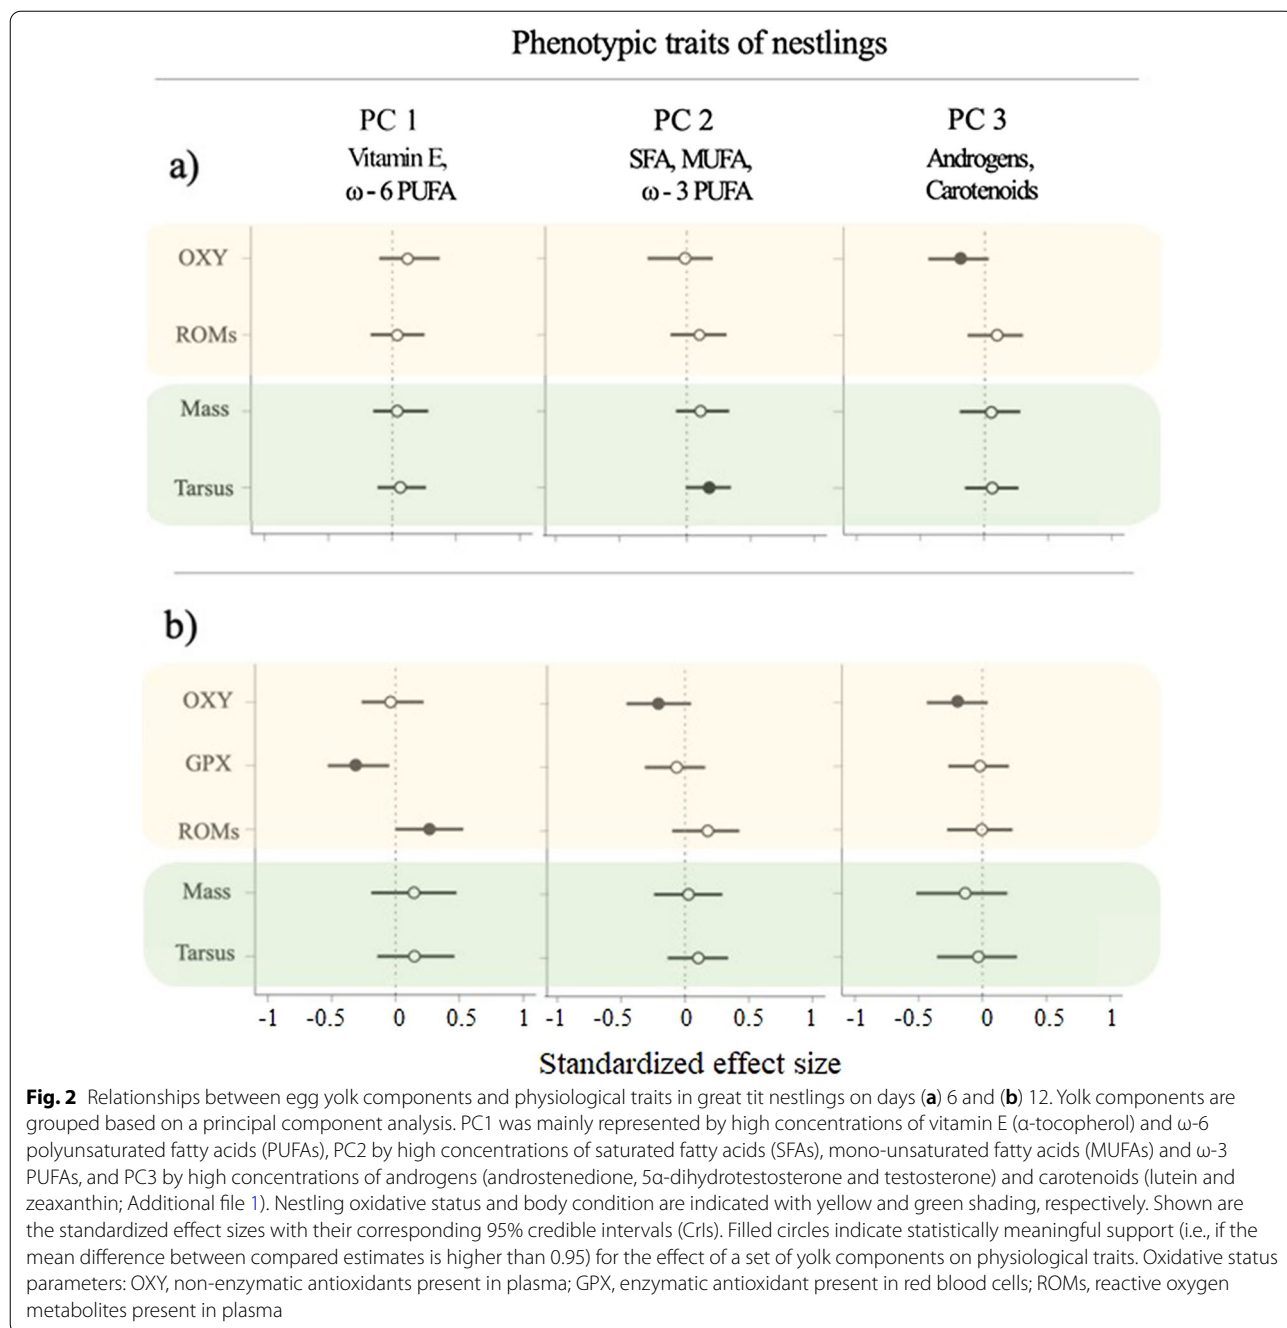 Phenotypic traits of nestlings
PC 1 PC 2 PC 3
a) Vitamin E, SFA, MUFA, Androgens,
ω - 6 PUFA ω - 3 PUFA Carotenoids
OXY
ROMs
Mass
Tarsus
b)
OXY
GPX
ROMs
Mass
Tarsus
-1 -0.5 0 0.5 1 -1 -0.5 0 0.5 1 -1 -0.5 0 0.5 1
Standardized effect size
Fig. 2 Relationships between egg yolk components and physiological traits in great tit nestlings on days (a) 6 and (b) 12. Yolk components are
grouped based on a principal component analysis. PC1 was mainly represented by high concentrations of vitamin E (α-tocopherol) and ω-6
polyunsaturated fatty acids (PUFAs), PC2 by high concentrations of saturated fatty acids (SFAs), mono-unsaturated fatty acids (MUFAs) and ω-3
PUFAs, and PC3 by high concentrations of androgens (androstenedione, 5α-dihydrotestosterone and testosterone) and carotenoids (lutein and
zeaxanthin; Additional file 1). Nestling oxidative status and body condition are indicated with yellow and green shading, respectively. Shown are
the standardized effect sizes with their corresponding 95% credible intervals (CrIs). Filled circles indicate statistically meaningful support (i.e., if the
mean difference between compared estimates is higher than 0.95) for the effect of a set of yolk components on physiological traits. Oxidative status
parameters: OXY, non-enzymatic antioxidants present in plasma; GPX, enzymatic antioxidant present in red blood cells; ROMs, reactive oxygen
metabolites present in plasma